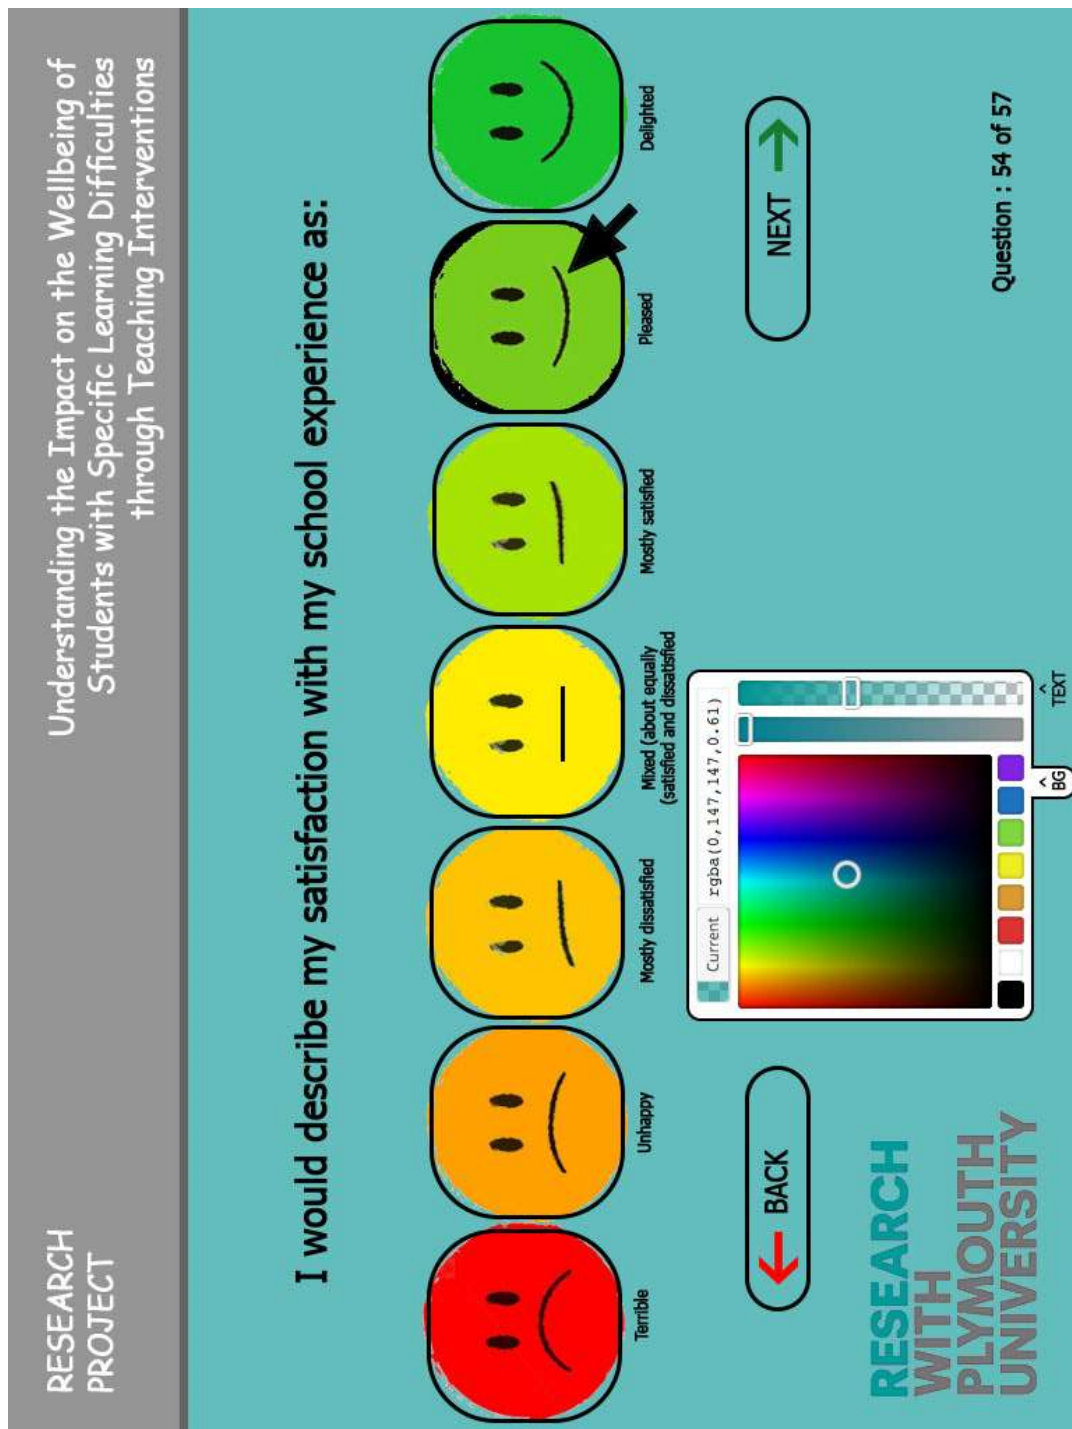 RESEARCH
PROJECT
Understanding the Impact on the Wellbeing of
Students with Specific Learning Difficulties
through Teaching Interventions
I would describe my satisfaction with my school experience as:
Terrible
Unhappy
Mostly dissatisfied
Mixed (about equally
(satisfied and dissatisfied
Mostly satisfied
Pleased
Delighted
BACK
Current rgba(0,147,147,0.61)
^ BG
^ TEXT
NEXT
RESEARCH
WITH
PLYMOUTH
UNIVERSITY
Question : 54 of 57